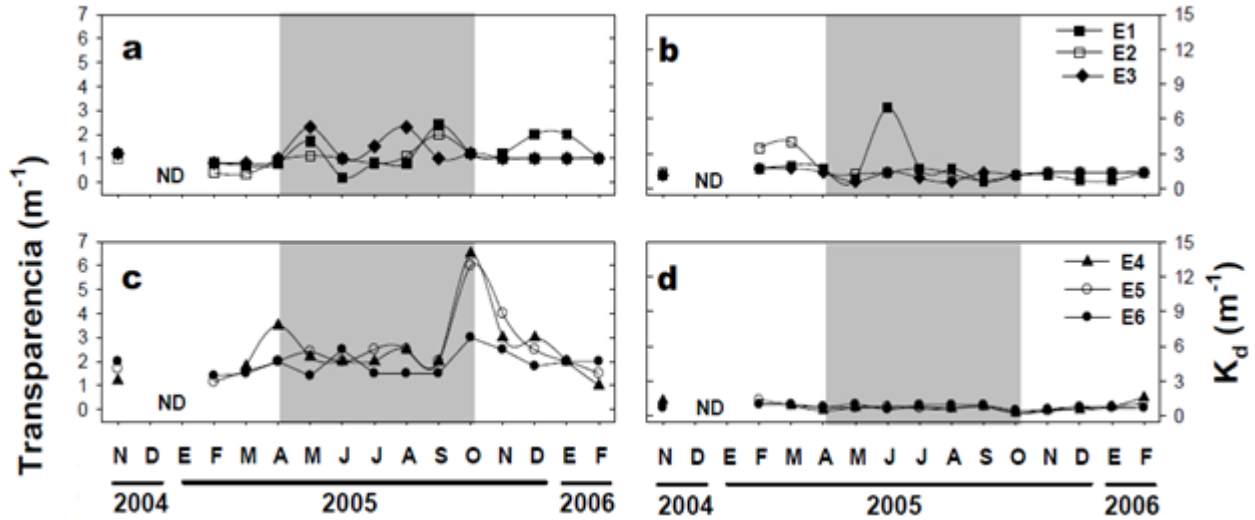 a
7
6
5
4
3
2
1
0
ND
b
E1
E2
E3
ND
15
12
9
6
3
0
Transparencia (m-1)
c
7
6
5
4
3
2
1
0
ND
d
E4
E5
E6
ND
15
12
9
6
3
0
Kd (m-1)
N D E F M A M J J A S O N D E F
2004 2005 2006
N D E F M A M J J A S O N D E F
2004 2005 2006